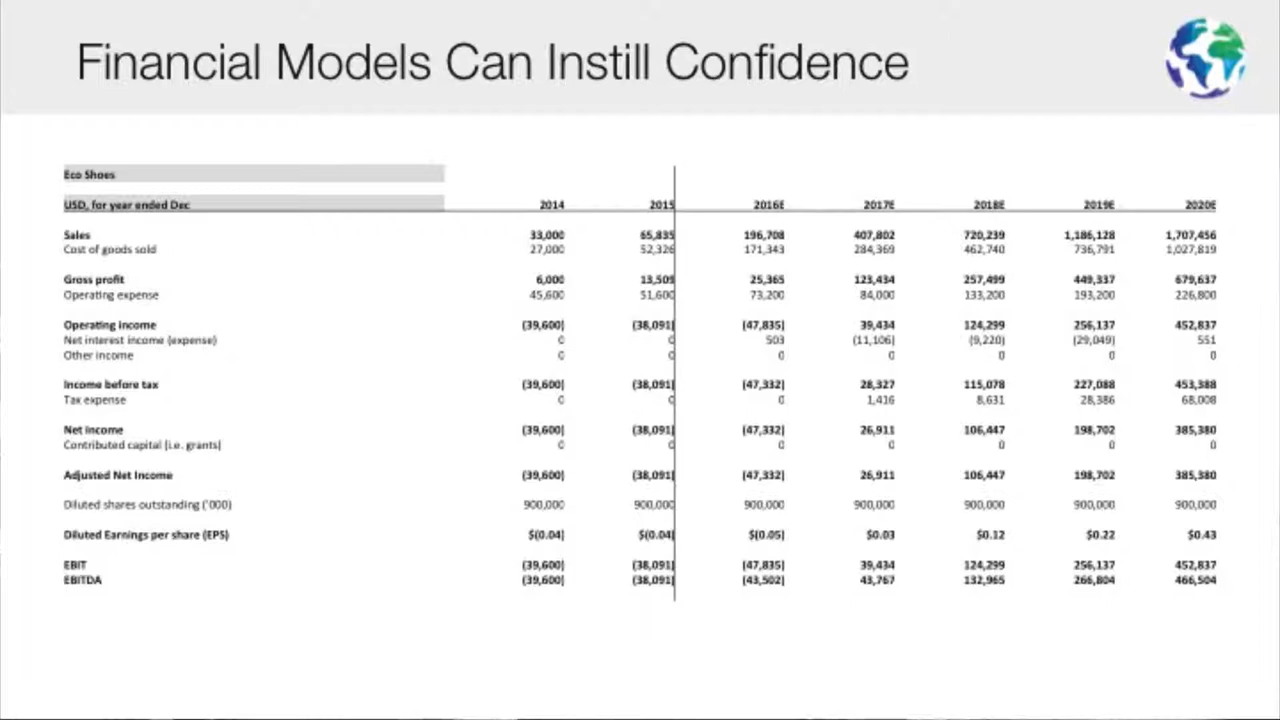 Financial Models Can Instill Confidence
Eco Shoes
USD, for year ended Dec 2014 2015 2016E 2017E 2018E 2019E 2020E
Sales 33,000 65,835 196,708 407,802 720,239 1,186,128 1,707,456
Cost of goods sold 27,000 52,326 171,343 284,369 462,740 736,791 1,027,819
Gross profit 6,000 13,509 25,365 123,434 257,499 449,337 679,637
Operating expense 45,600 51,600 73,200 84,000 133,200 193,200 226,800
Operating income (39,600) (38,091) (47,835) 39,434 124,299 256,137 452,837
Net interest income (expense) 0 0 503 (11,106) (9,220) (29,049) 551
Other income 0 0 0 0 0 0 0
Income before tax (39,600) (38,091) (47,332) 28,327 115,078 227,088 453,388
Tax expense 0 0 0 1,416 8,631 28,386 68,008
Net Income (39,600) (38,091) (47,332) 26,911 106,447 198,702 385,380
Contributed capital (i.e. grants) 0 0 0 0 0 0 0
Adjusted Net Income (39,600) (38,091) (47,332) 26,911 106,447 198,702 385,380
Diluted shares outstanding ('000) 900,000 900,000 900,000 900,000 900,000 900,000 900,000
Diluted Earnings per share (EPS) $(0.04) $(0.04) $(0.05) $0.03 $0.12 $0.22 $0.43
EBIT (39,600) (38,091) (47,835) 39,434 124,299 256,137 452,837
EBITDA (39,600) (38,091) (43,502) 43,767 132,965 266,804 466,504